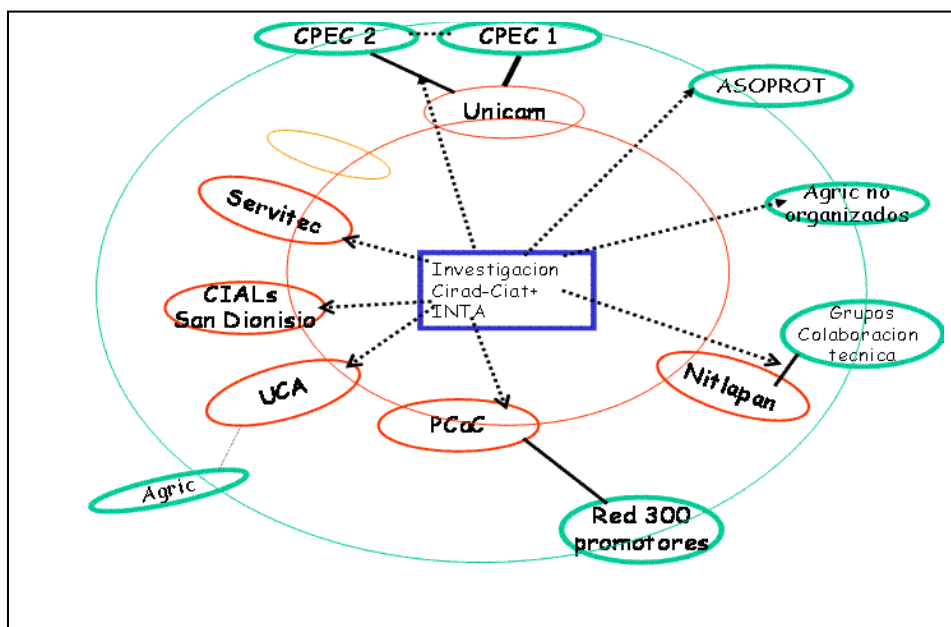 CPEC 2
CPEC 1
ASOPROT
Unicam
Servitec
Agric no
organizados
Investigacion
Cirad-Ciat+
INTA
CIALs
San Dionisio
Grupos
Colaboracion
tecnica
UCA
Nitlapan
PCaC
Agric
Red 300
promotores